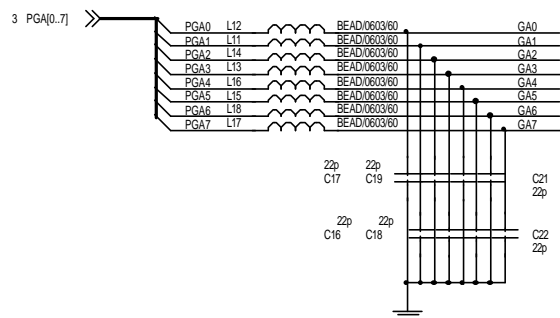 3 PGA[0..7]
PGA0 L12 BEAD/0603/60 GA0
PGA1 L11 BEAD/0603/60 GA1
PGA2 L14 BEAD/0603/60 GA2
PGA3 L13 BEAD/0603/60 GA3
PGA4 L16 BEAD/0603/60 GA4
PGA5 L15 BEAD/0603/60 GA5
PGA6 L18 BEAD/0603/60 GA6
PGA7 L17 BEAD/0603/60 GA7
22p 22p
C17 C19 C21
22p
22p 22p
C16 C18 C22
22p